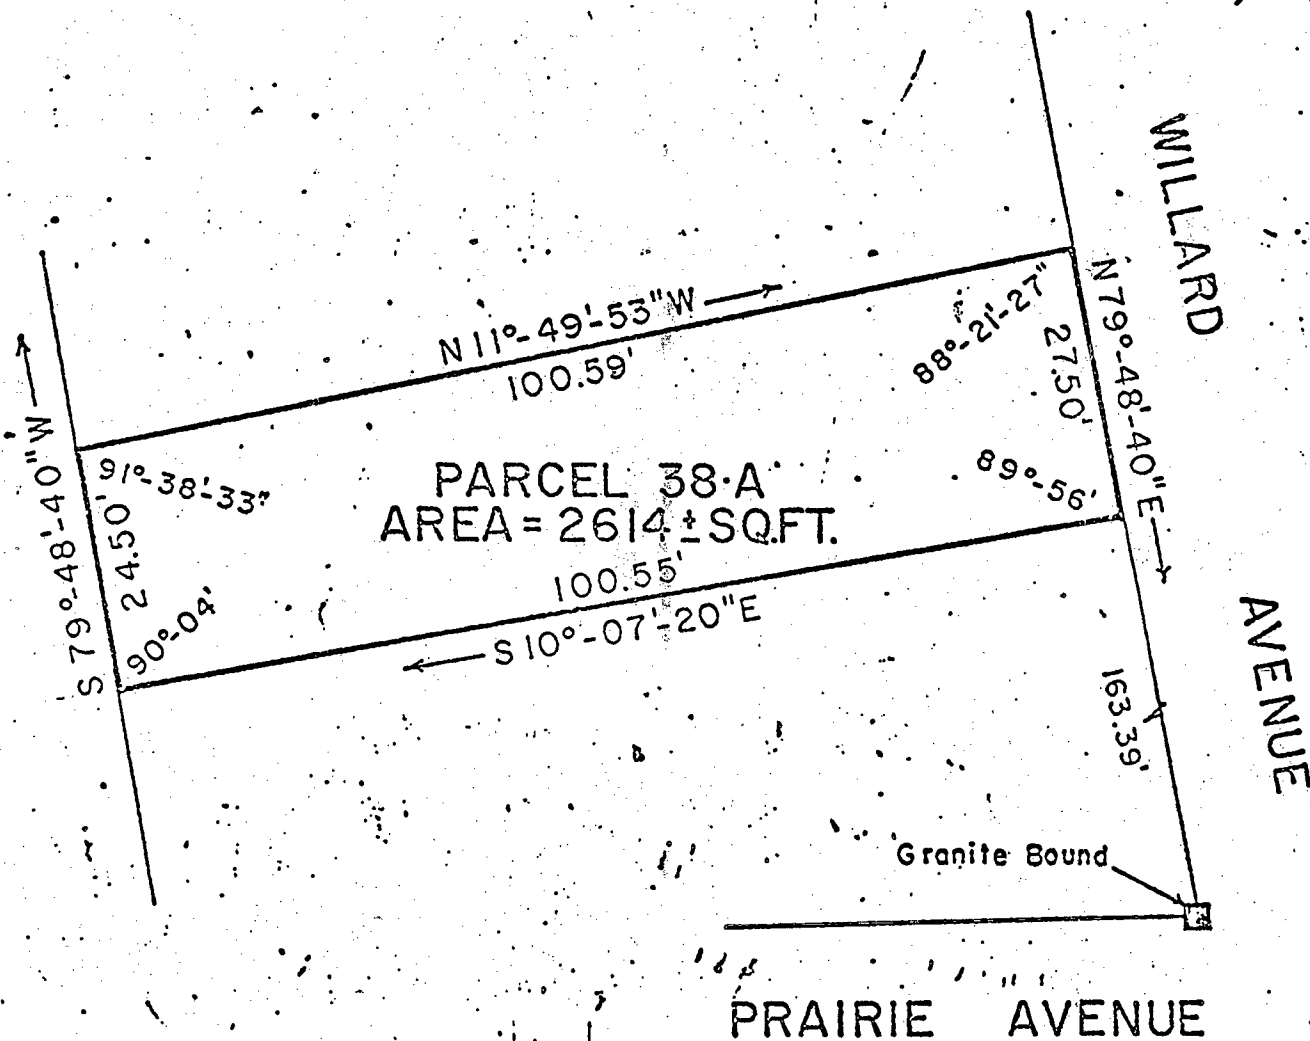 WILLARD
AVENUE
N 11°-49'-53" W
100.59'
88°-21'-27"
N 79°-48'-40" E
27.50'
S 79°-48'-40" W
24.50'
91°-38'-33"
PARCEL 38·A
AREA = 2614 ± SQ.FT.
89°-56'
100.55'
S 10°-07'-20" E
90°-04'
163.39'
Granite Bound
PRAIRIE AVENUE